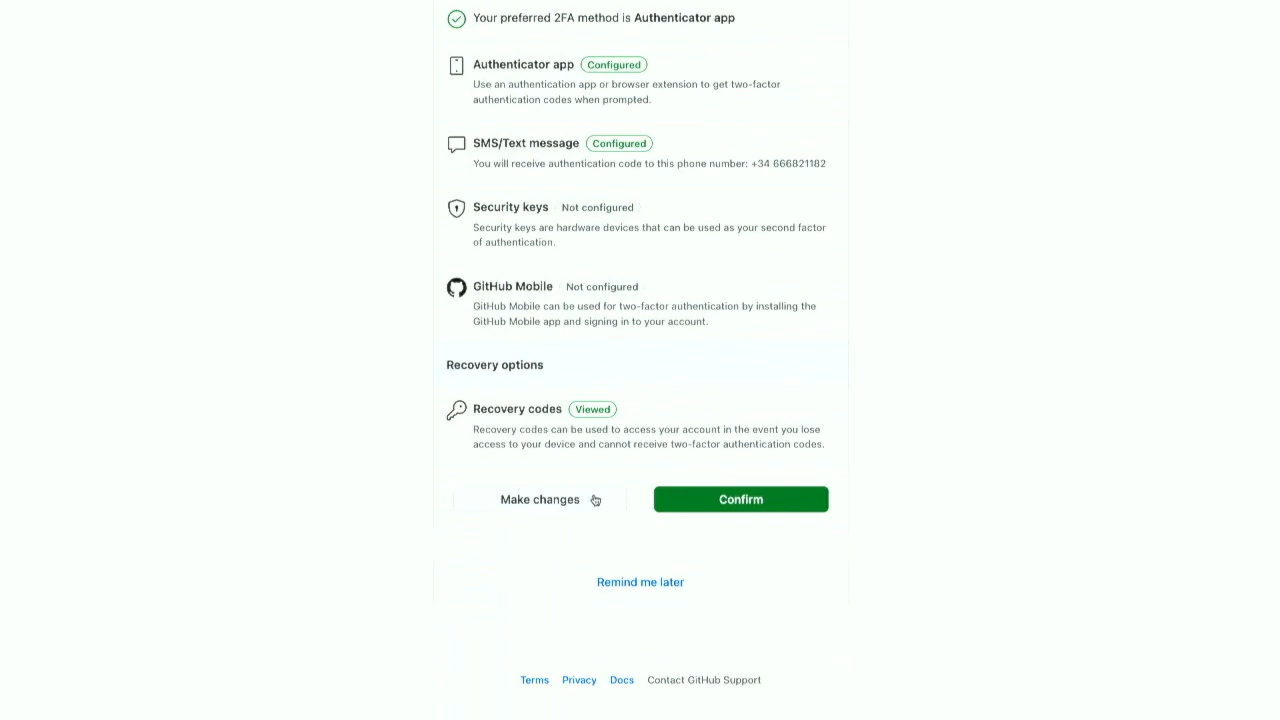 Your preferred 2FA method is Authenticator app
Authenticator app Configured
Use an authentication app or browser extension to get two-factor
authentication codes when prompted.
SMS/Text message Configured
You will receive authentication code to this phone number: +34 666821182
Security keys Not configured
Security keys are hardware devices that can be used as your second factor
of authentication.
GitHub Mobile Not configured
GitHub Mobile can be used for two-factor authentication by installing the
GitHub Mobile app and signing in to your account.
Recovery options
Recovery codes Viewed
Recovery codes can be used to access your account in the event you lose
access to your device and cannot receive two-factor authentication codes.
Make changes Confirm
Remind me later
Terms Privacy Docs Contact GitHub Support